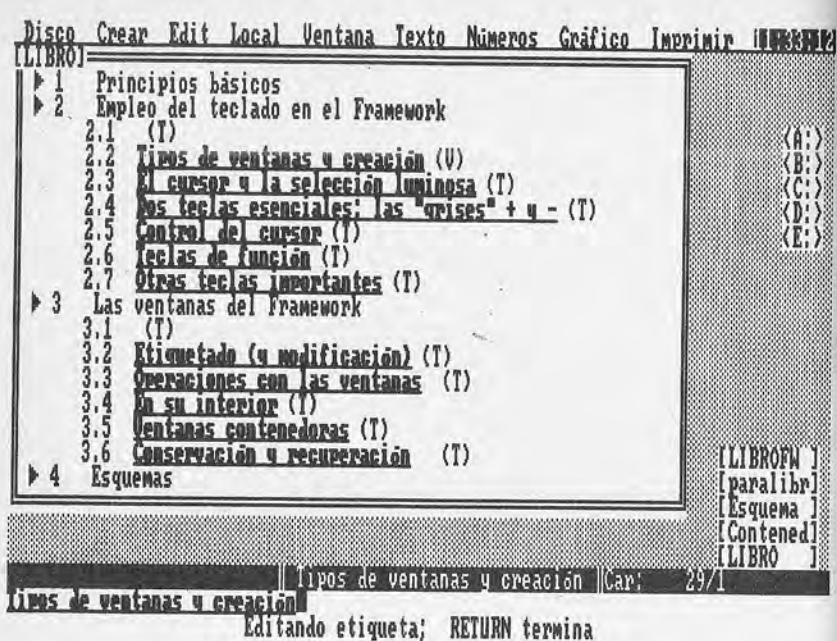 Disco Crear Edit Local Ventana Texto Números Gráfico Imprimir
[LIBRO]
1 Principios básicos
2 Empleo del teclado en el Framework
2.1 (T)
2.2 Tipos de ventanas y creación (V)
2.3 El cursor y la selección luminosa (T)
2.4 Dos teclas esenciales: las "grises" + y - (T)
2.5 Control del cursor (T)
2.6 Teclas de función (T)
2.7 Otras teclas importantes (T)
3 Las ventanas del Framework
3.1 (T)
3.2 Etiquetado (y modificación) (T)
3.3 Operaciones con las ventanas (T)
3.4 En su interior (T)
3.5 Ventanas contenedoras (T)
3.6 Conservación y recuperación (T)
4 Esquemas
<A:>
<B:>
<C:>
<D:>
<E:>
[LIBROFW ]
[paralibr]
[Esquema ]
[Contened]
[LIBRO ]
Tipos de ventanas y creación Car: 29/1
Tipos de ventanas y creación
Editando etiqueta; RETURN termina